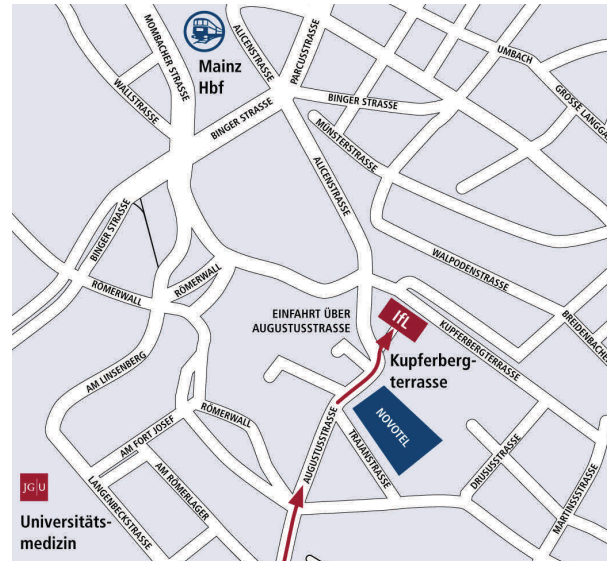 MOMBACHER STRASSE
WALLSTRASSE
Mainz
Hbf
ALICENSTRASSE
PARCUSSTRASSE
UMBACH
GROSSE LANGGA
BINGER STRASSE
BINGER STRASSE
MÜNSTERSTRASSE
ALICENSTRASSE
BINGER STRASSE
WALPODENSTRASSE
RÖMERWALL
RÖMERWALL
EINFAHRT ÜBER
AUGUSTUSSTRASSE
IfL
KUPFERBERGTERRASSE
BREIDENBACHER
Kupferberg-
terrasse
AM LINSENBERG
NOVOTEL
RÖMERWALL
AM FORT JOSEF
AUGUSTUSSTRASSE
TRAJANSTRASSE
DRUSUSSTRASSE
MARTINSSTRASSE
AM RÖMERLAGER
LANGENBECKSTRASSE
JG|U
Universitäts-
medizin